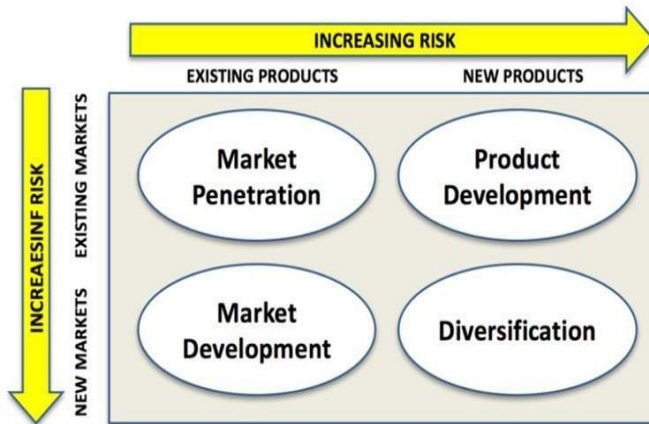 INCREASING RISK
EXISTING PRODUCTS
NEW PRODUCTS
INCREAESINF RISK
EXISTING MARKETS
NEW MARKETS
Market
Penetration
Product
Development
Market
Development
Diversification